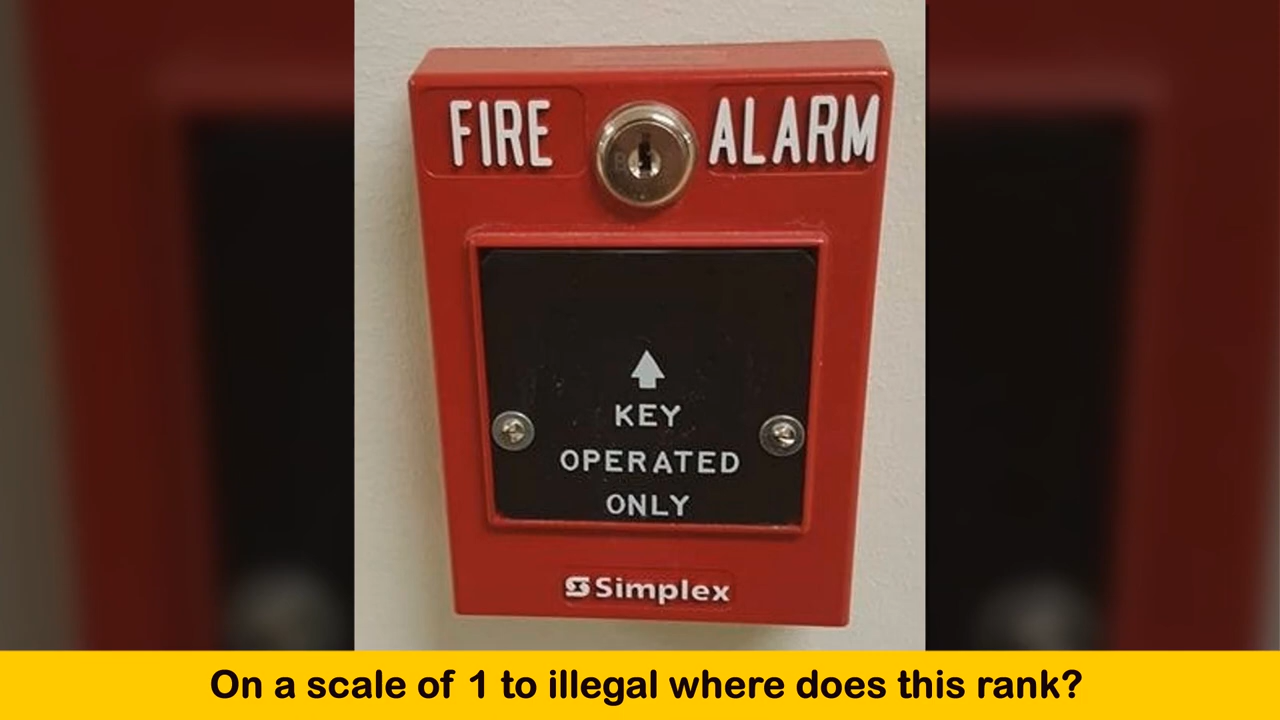 FIRE ALARM
KEY
OPERATED
ONLY
Simplex
On a scale of 1 to illegal where does this rank?